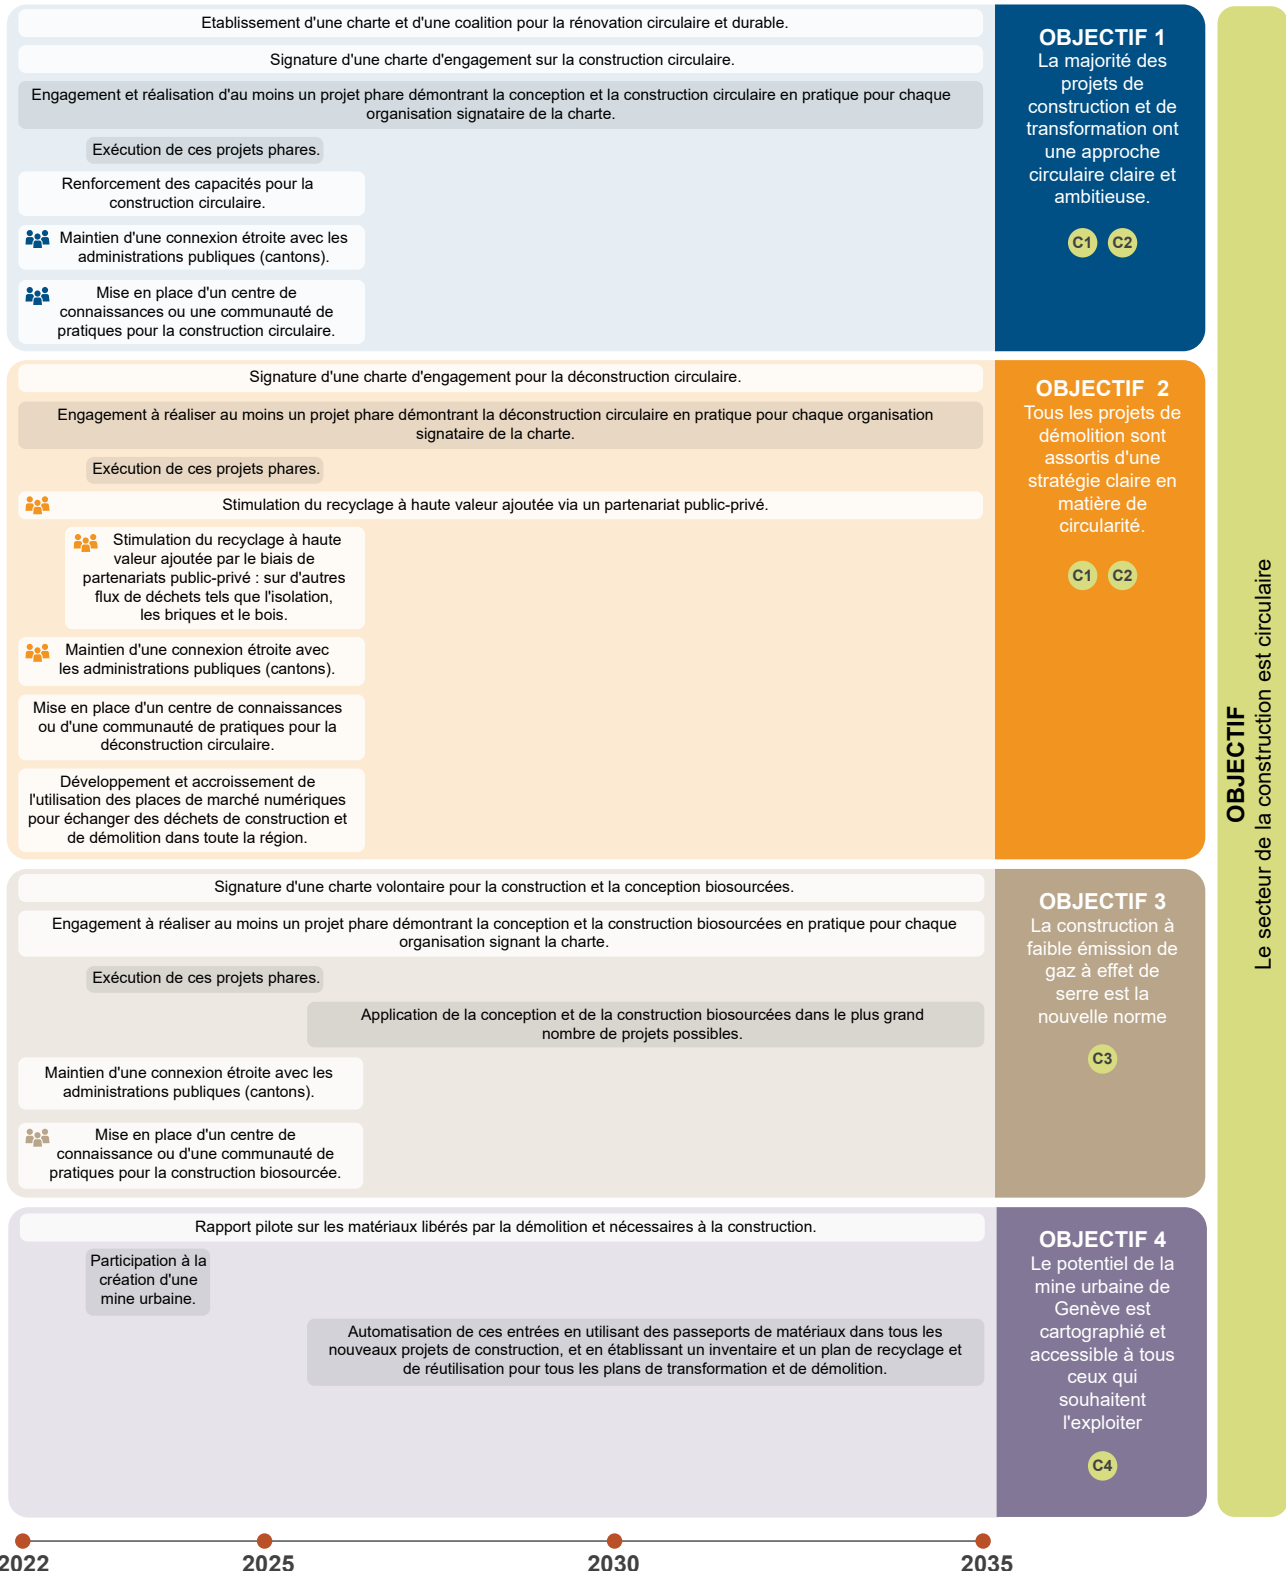 Etablissement d'une charte et d'une coalition pour la rénovation circulaire et durable.
Signature d'une charte d'engagement sur la construction circulaire.
Engagement et réalisation d'au moins un projet phare démontrant la conception et la construction circulaire en pratique pour chaque
organisation signataire de la charte.
Exécution de ces projets phares.
Renforcement des capacités pour la
construction circulaire.
Maintien d'une connexion étroite avec les
administrations publiques (cantons).
Mise en place d'un centre de
connaissances ou une communauté de
pratiques pour la construction circulaire.
OBJECTIF 1
La majorité des
projets de
construction et de
transformation ont
une approche
circulaire claire et
ambitieuse.
C1 C2
Signature d'une charte d'engagement pour la déconstruction circulaire.
Engagement à réaliser au moins un projet phare démontrant la déconstruction circulaire en pratique pour chaque organisation
signataire de la charte.
Exécution de ces projets phares.
Stimulation du recyclage à haute valeur ajoutée via un partenariat public-privé.
Stimulation du recyclage à haute
valeur ajoutée par le biais de
partenariats public-privé : sur d'autres
flux de déchets tels que l'isolation,
les briques et le bois.
Maintien d'une connexion étroite avec
les administrations publiques (cantons).
Mise en place d'un centre de connaissances
ou d'une communauté de pratiques pour la
déconstruction circulaire.
Développement et accroissement de
l'utilisation des places de marché numériques
pour échanger des déchets de construction et
de démolition dans toute la région.
OBJECTIF 2
Tous les projets de
démolition sont
assortis d'une
stratégie claire en
matière de
circularité.
C1 C2
Signature d'une charte volontaire pour la construction et la conception biosourcées.
Engagement à réaliser au moins un projet phare démontrant la conception et la construction biosourcées en pratique pour chaque
organisation signant la charte.
Exécution de ces projets phares.
Application de la conception et de la construction biosourcées dans le plus grand
nombre de projets possibles.
Maintien d'une connexion étroite avec les
administrations publiques (cantons).
Mise en place d'un centre de
connaissance ou d'une communauté de
pratiques pour la construction biosourcée.
OBJECTIF 3
La construction à
faible émission de
gaz à effet de
serre est la
nouvelle norme
C3
Rapport pilote sur les matériaux libérés par la démolition et nécessaires à la construction.
Participation à la
création d'une
mine urbaine.
Automatisation de ces entrées en utilisant des passeports de matériaux dans tous les
nouveaux projets de construction, et en établissant un inventaire et un plan de recyclage et
de réutilisation pour tous les plans de transformation et de démolition.
OBJECTIF 4
Le potentiel de la
mine urbaine de
Genève est
cartographié et
accessible à tous
ceux qui
souhaitent
l'exploiter
C4
OBJECTIF
Le secteur de la construction est circulaire
2022 2025 2030 2035